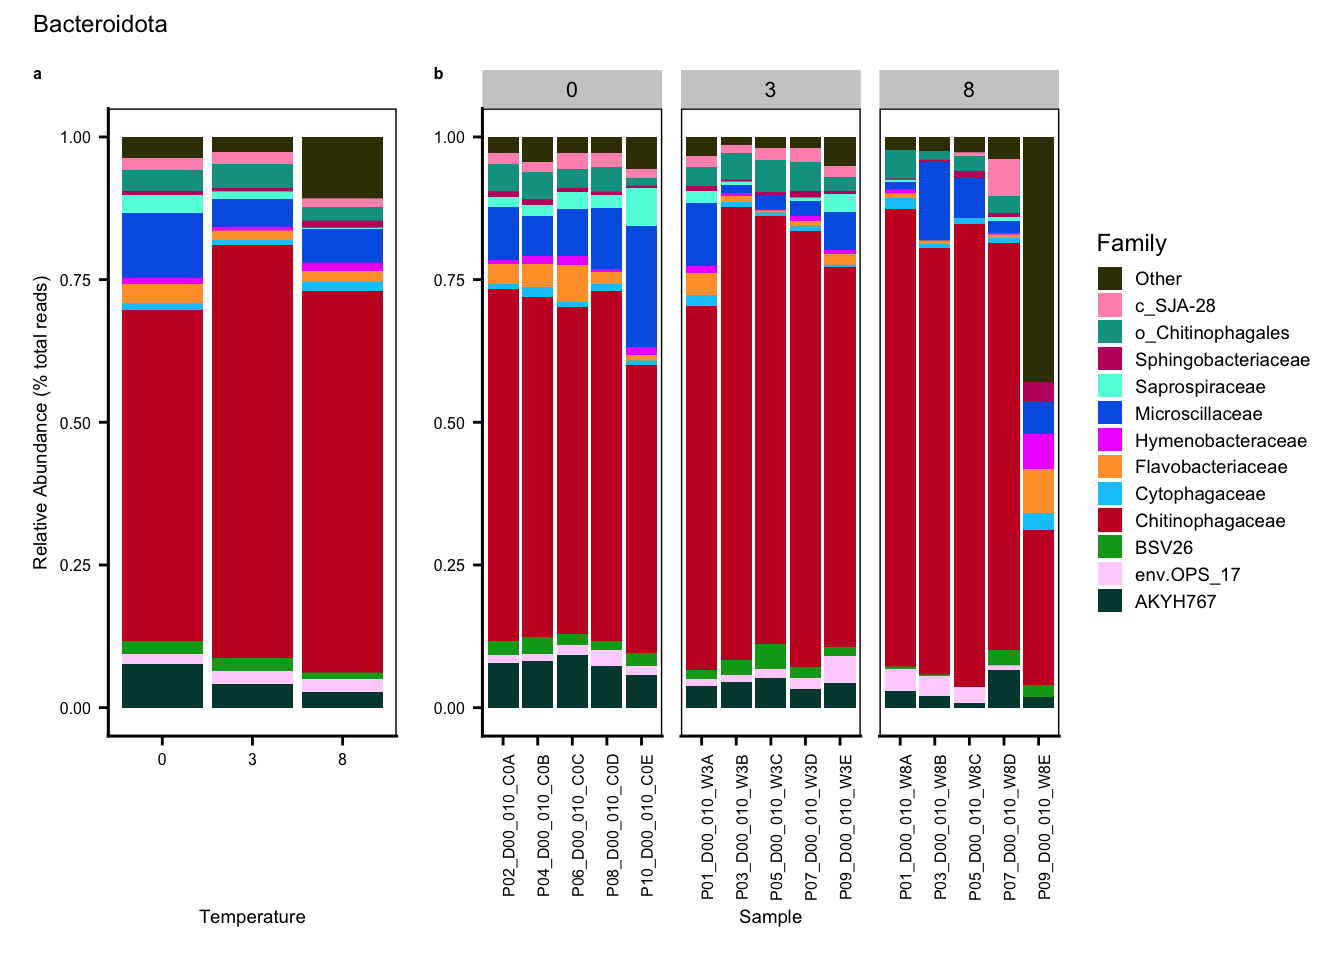 Bacteroidota
a
b
0
3
8
1.00
0.75
0.50
0.25
0.00
Relative Abundance (% total reads)
0
3
8
Temperature
1.00
0.75
0.50
0.25
0.00
P02_D00_010_C0A
P04_D00_010_C0B
P06_D00_010_C0C
P08_D00_010_C0D
P10_D00_010_C0E
P01_D00_010_W3A
P03_D00_010_W3B
P05_D00_010_W3C
P07_D00_010_W3D
P09_D00_010_W3E
P01_D00_010_W8A
P03_D00_010_W8B
P05_D00_010_W8C
P07_D00_010_W8D
P09_D00_010_W8E
Sample
Family
Other
c_SJA-28
o_Chitinophagales
Sphingobacteriaceae
Saprospiraceae
Microscillaceae
Hymenobacteraceae
Flavobacteriaceae
Cytophagaceae
Chitinophagaceae
BSV26
env.OPS_17
AKYH767